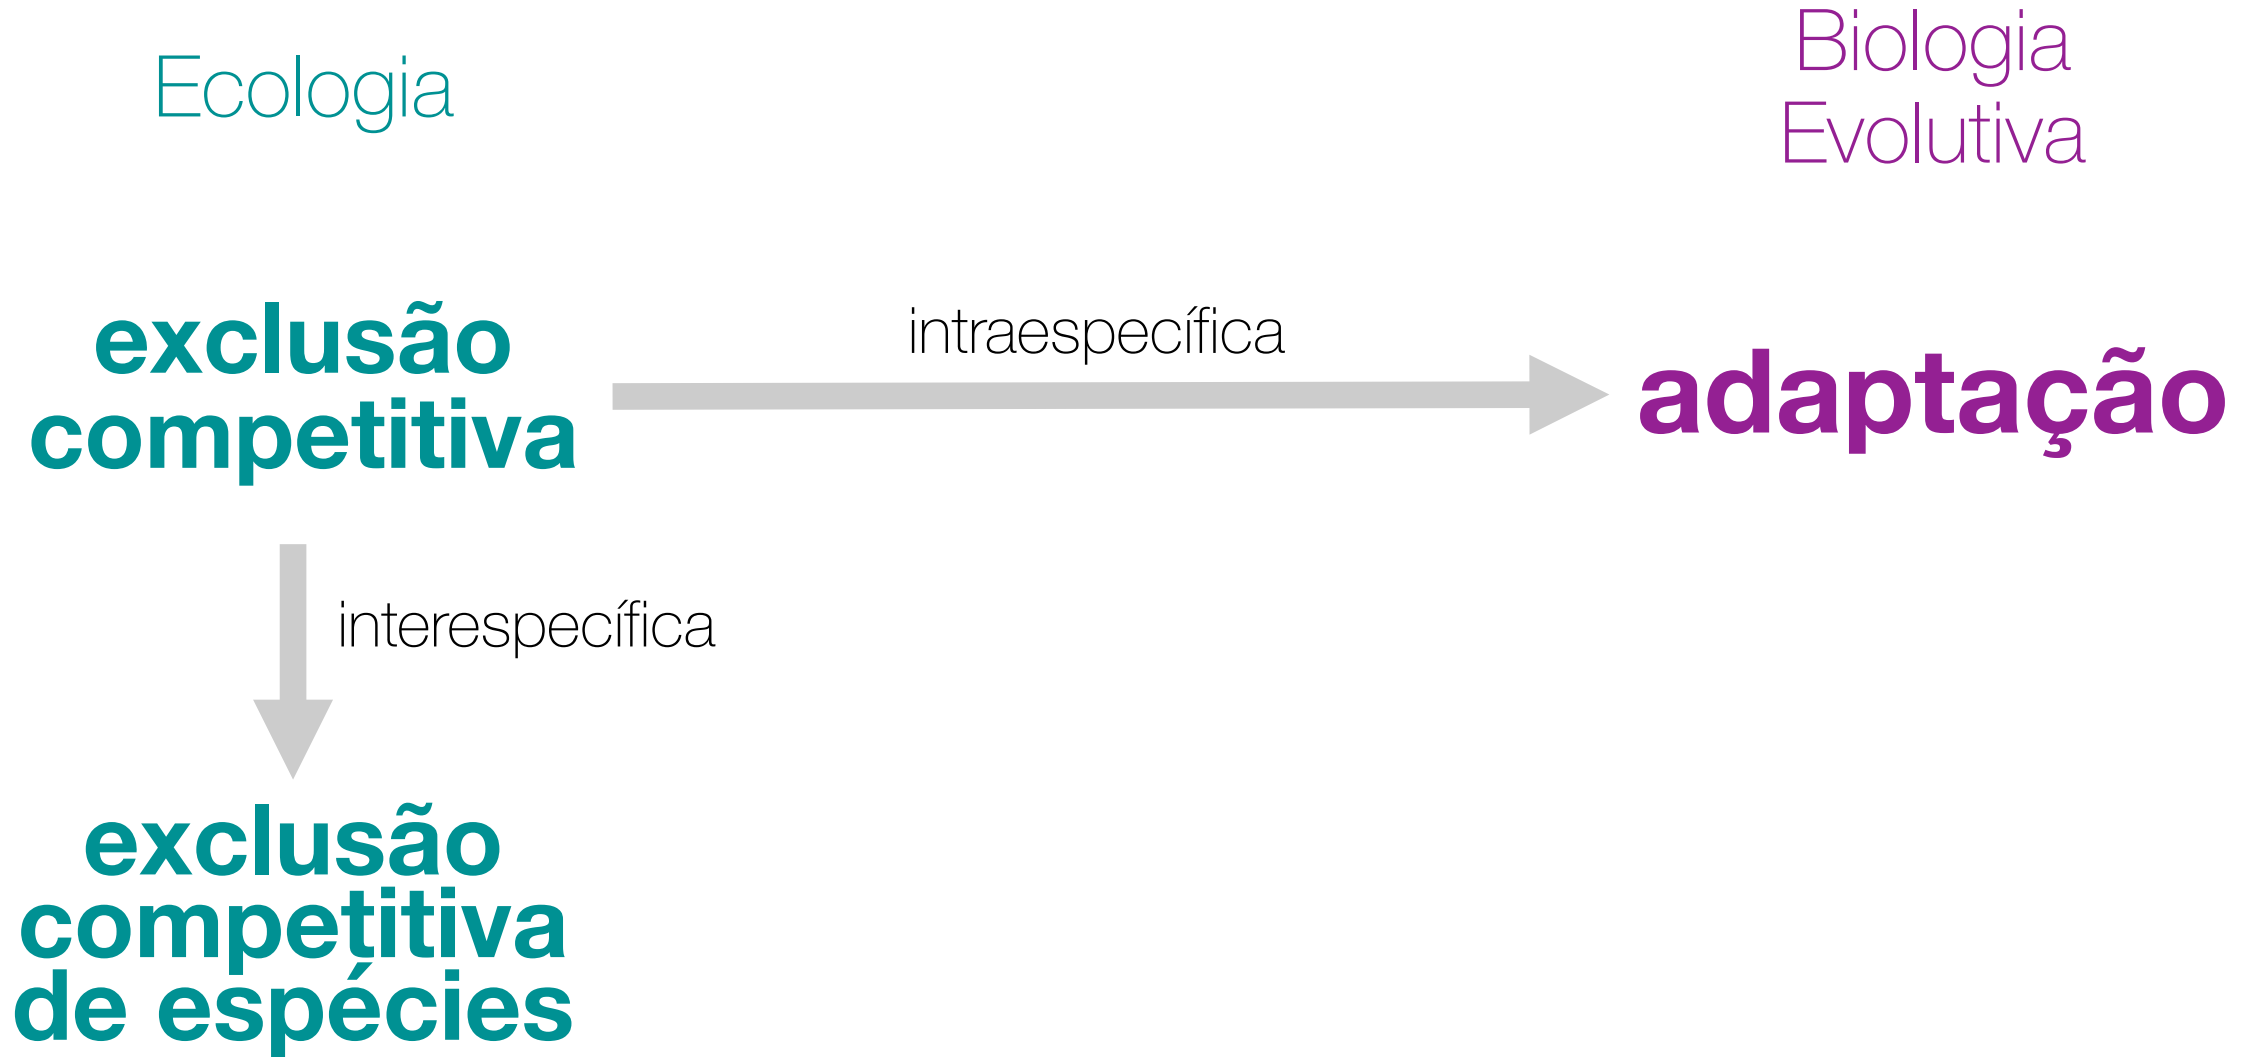 Ecologia
Biologia
Evolutiva
exclusão
competitiva
intraespecífica
adaptação
interespecífica
exclusão
competitiva
de espécies